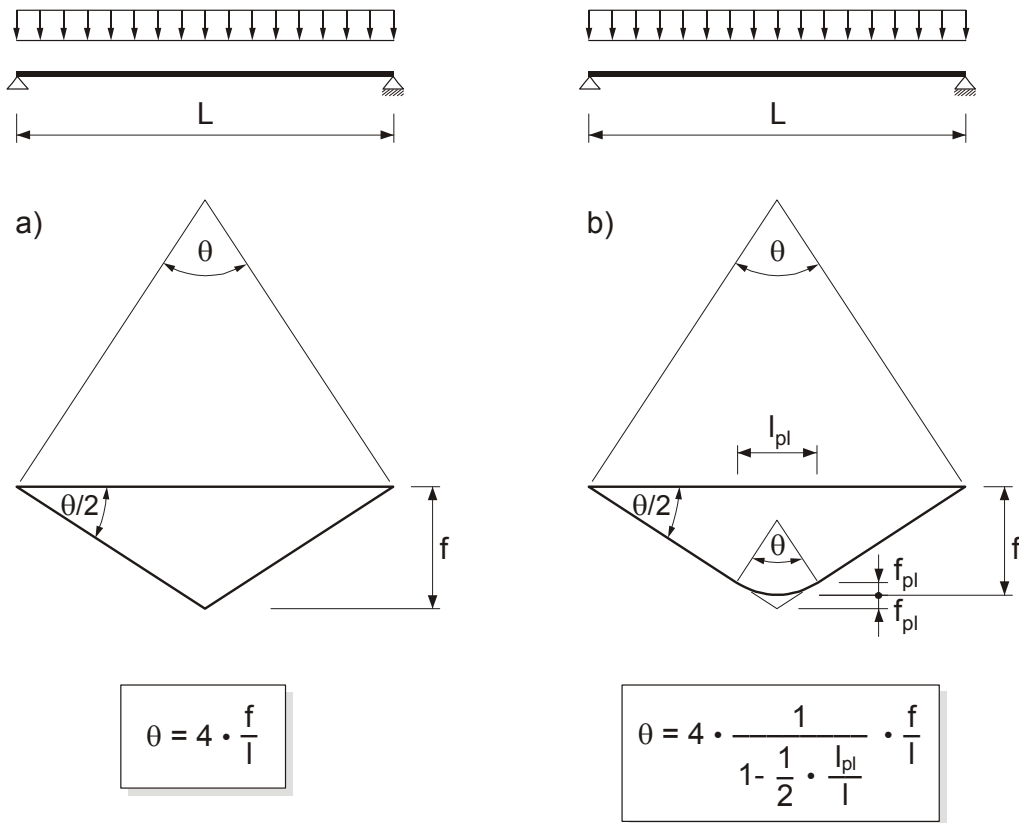 L
L
a)
b)
θ
θ
l_pl
θ/2
θ/2
f
θ
f
f_pl
f_pl
θ = 4 • f/l
θ = 4 • 1/(1- 1/2 • l_pl/l) • f/l